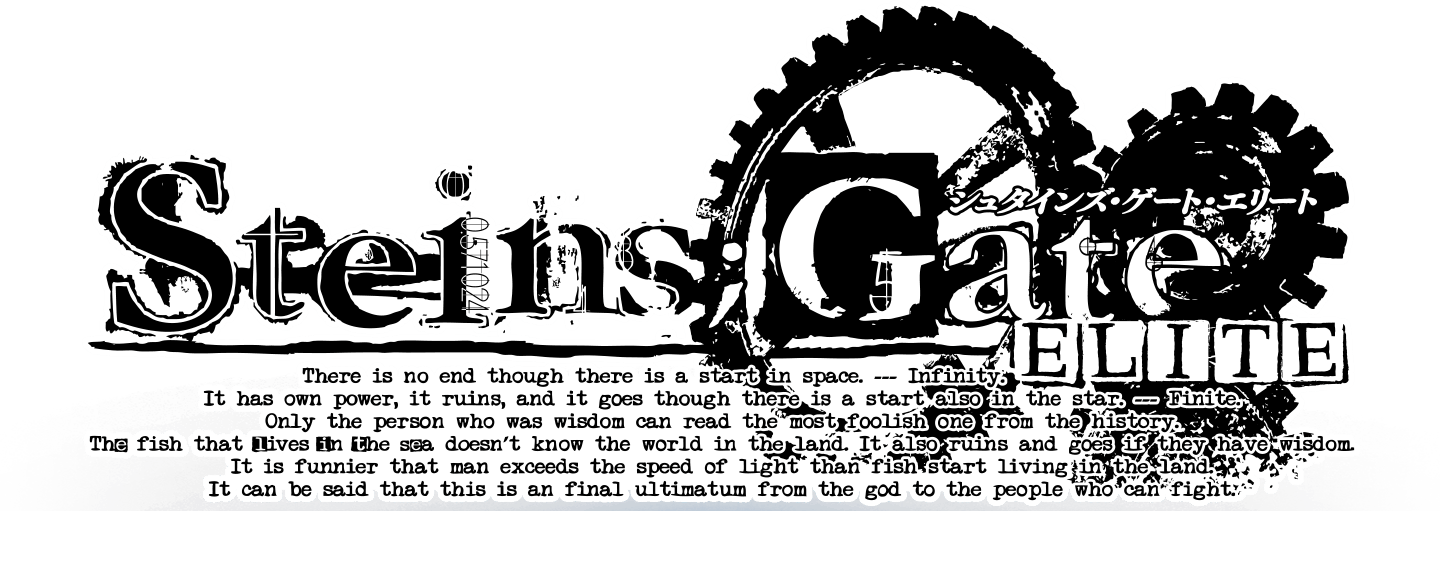 Steins;Gate
シュタインズ・ゲート・エリート
0.571024
ELITE
There is no end though there is a start in space. --- Infinity.
It has own power, it ruins, and it goes though there is a start also in the star. --- Finite.
Only the person who was wisdom can read the most foolish one from the history.
The fish that lives in the sea doesn't know the world in the land. It also ruins and goes if they have wisdom.
It is funnier that man exceeds the speed of light than fish start living in the land.
It can be said that this is an final ultimatum from the god to the people who can fight.